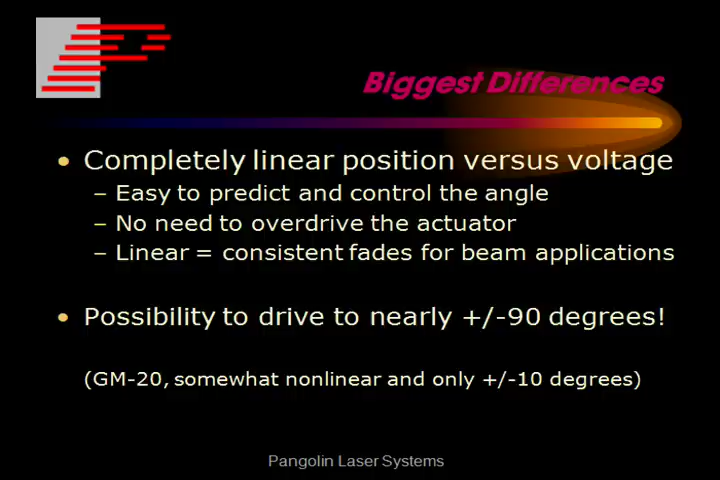 Biggest Differences
• Completely linear position versus voltage
– Easy to predict and control the angle
– No need to overdrive the actuator
– Linear = consistent fades for beam applications
• Possibility to drive to nearly +/-90 degrees!
(GM-20, somewhat nonlinear and only +/-10 degrees)
Pangolin Laser Systems